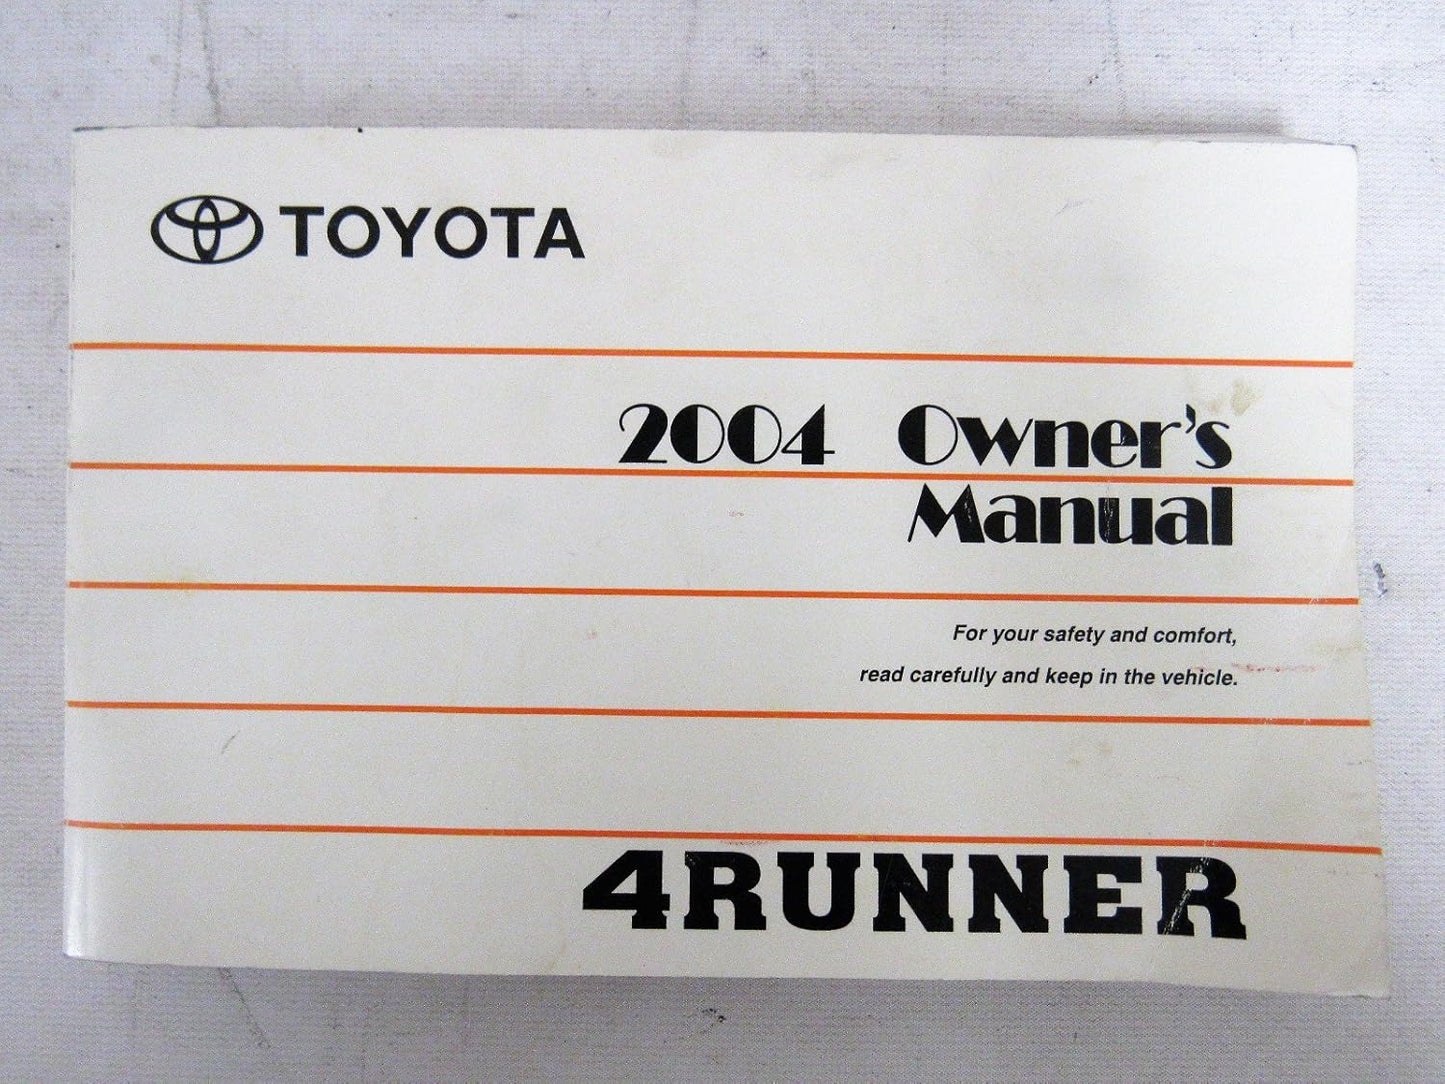 TOYOTA
2004 Owner's
Manual
For your safety and comfort,
read carefully and keep in the vehicle.
4RUNNER